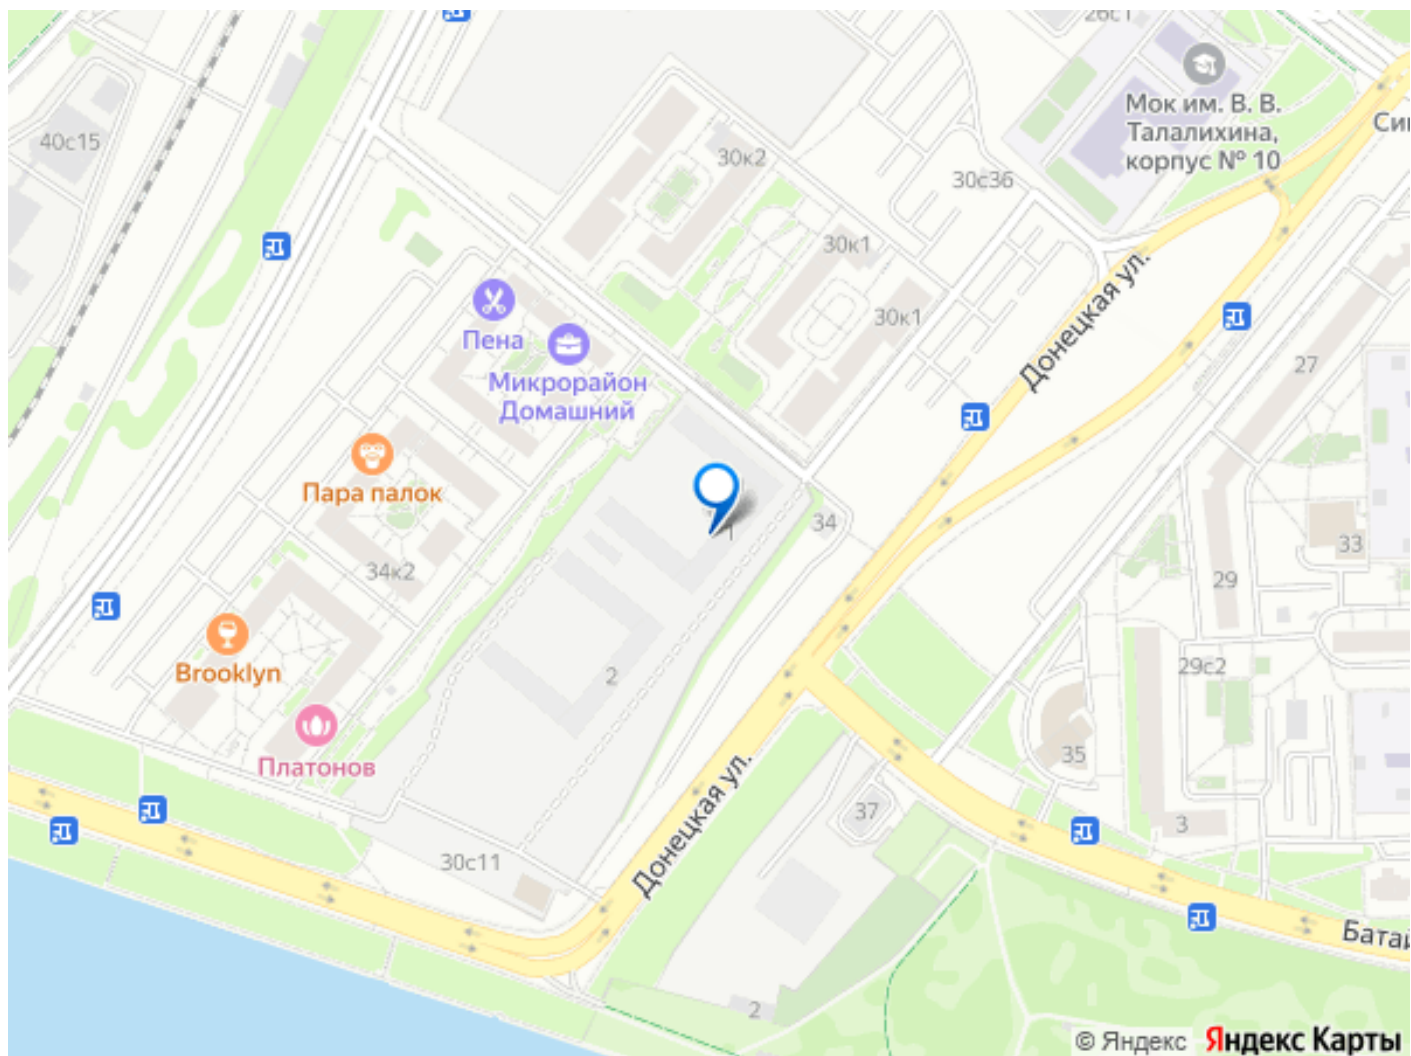 26с1
Мок им. В. В.
Талалихина,
корпус № 10
40с15
30к2
30с36
30к1
30к1
Донецкая ул.
27
Пена
Микрорайон
Домашний
Пара палок
34
1
33
34к2
29
Brooklyn
2
29с2
Платонов
35
Донецкая ул.
37
3
30с11
2
© Яндекс
Яндекс Карты